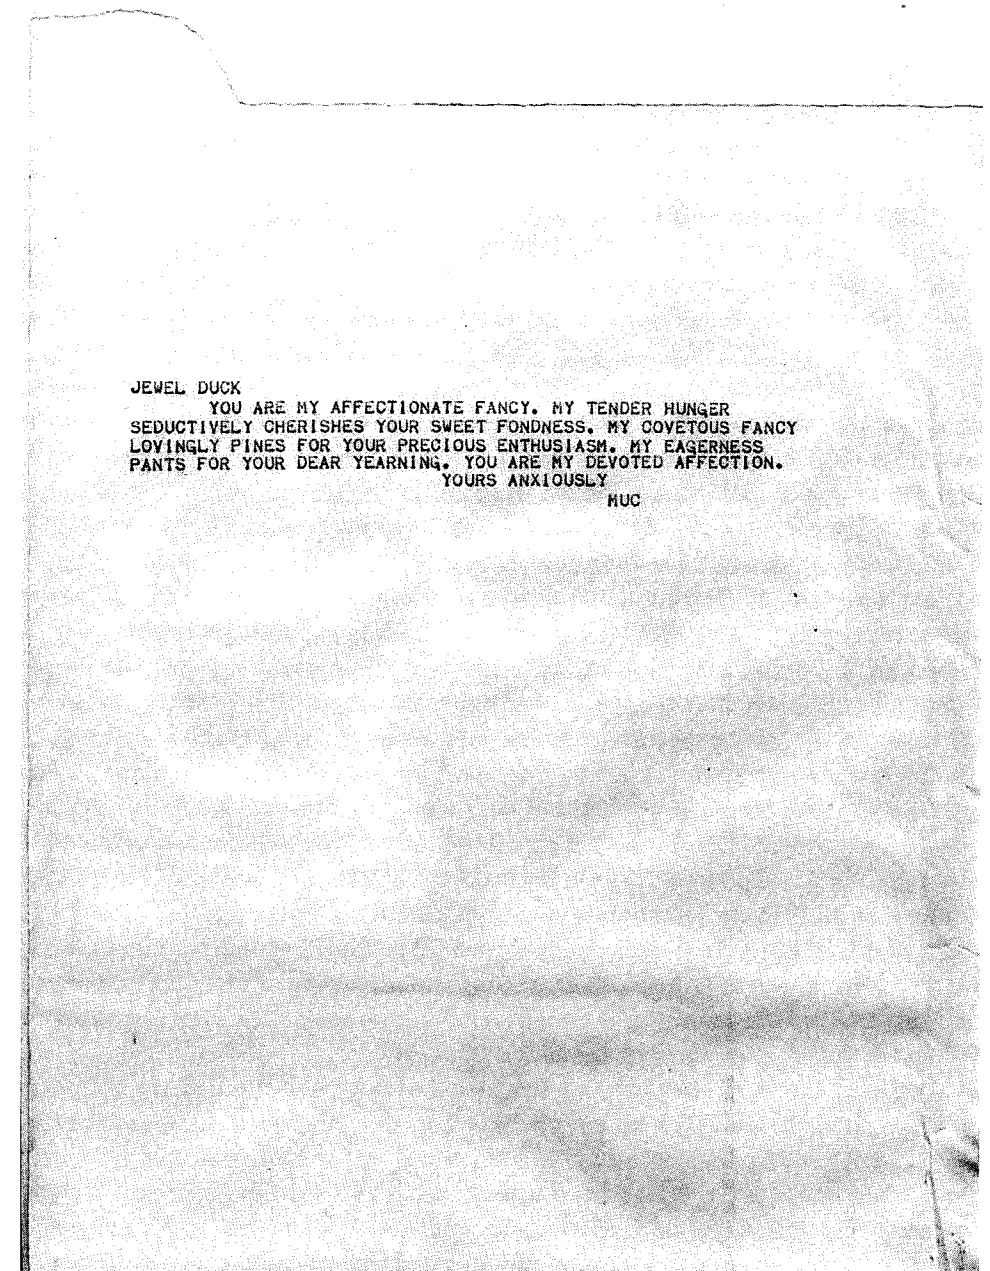 JEWEL DUCK
YOU ARE MY AFFECTIONATE FANCY. MY TENDER HUNGER
SEDUCTIVELY CHERISHES YOUR SWEET FONDNESS. MY COVETOUS FANCY
LOVINGLY PINES FOR YOUR PRECIOUS ENTHUSIASM. MY EAGERNESS
PANTS FOR YOUR DEAR YEARNING. YOU ARE MY DEVOTED AFFECTION.
YOURS ANXIOUSLY
MUC